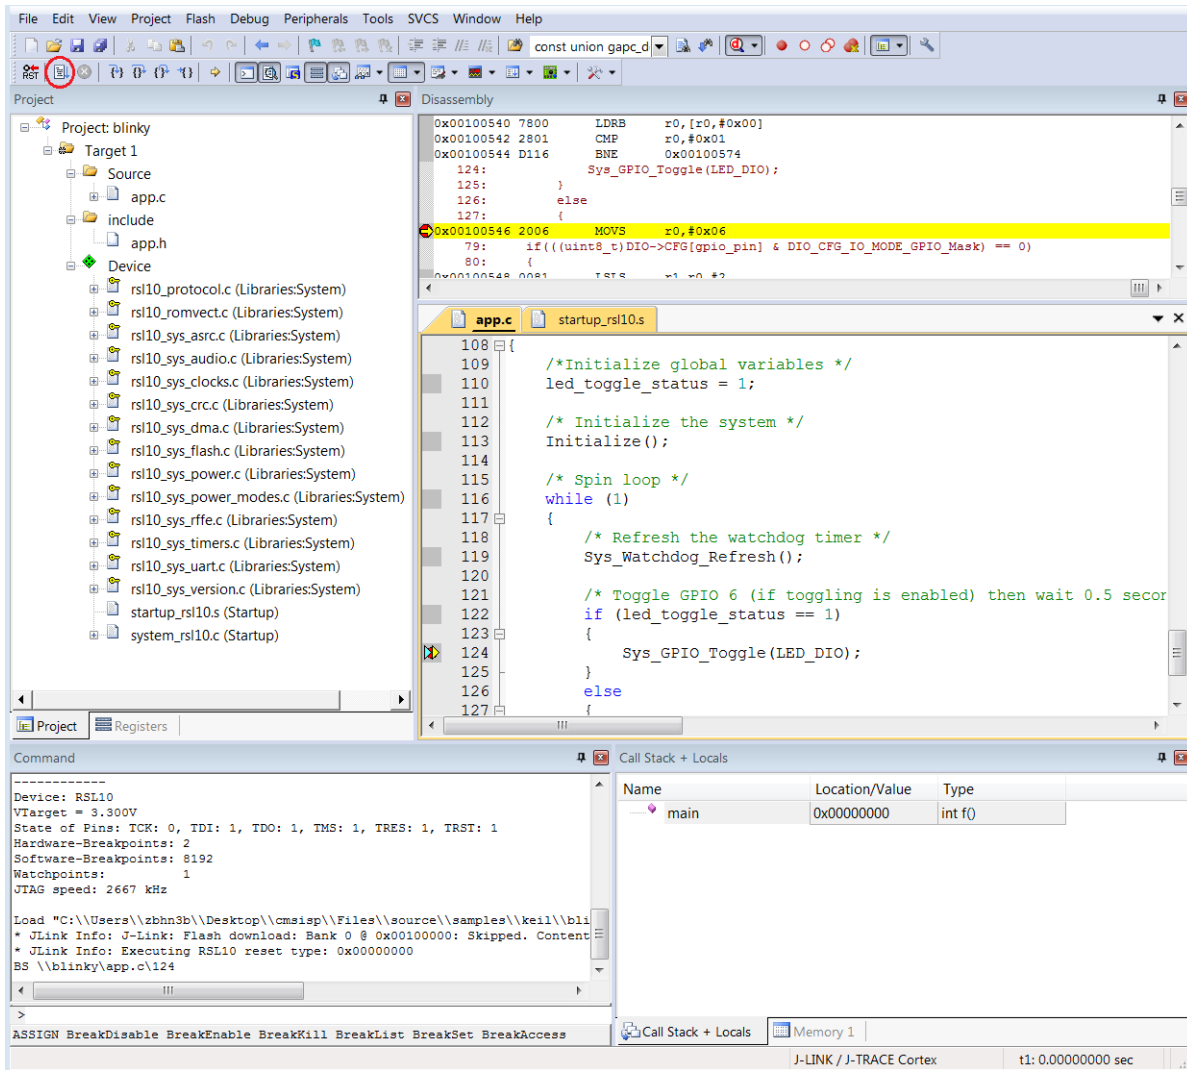 File Edit View Project Flash Debug Peripherals Tools SVCS Window Help
const union gapc_d
RST
Project
Project: blinky
Target 1
Source
app.c
include
app.h
Device
rsl10_protocol.c (Libraries:System)
rsl10_romvect.c (Libraries:System)
rsl10_sys_asrc.c (Libraries:System)
rsl10_sys_audio.c (Libraries:System)
rsl10_sys_clocks.c (Libraries:System)
rsl10_sys_crc.c (Libraries:System)
rsl10_sys_dma.c (Libraries:System)
rsl10_sys_flash.c (Libraries:System)
rsl10_sys_power.c (Libraries:System)
rsl10_sys_power_modes.c (Libraries:System)
rsl10_sys_rffe.c (Libraries:System)
rsl10_sys_timers.c (Libraries:System)
rsl10_sys_uart.c (Libraries:System)
rsl10_sys_version.c (Libraries:System)
startup_rsl10.s (Startup)
system_rsl10.c (Startup)
Project Registers
Disassembly
0x00100540 7800 LDRB r0,[r0,#0x00]
0x00100542 2801 CMP r0,#0x01
0x00100544 D116 BNE 0x00100574
124: Sys_GPIO_Toggle(LED_DIO);
125: }
126: else
127: {
0x00100546 2006 MOVS r0,#0x06
79: if(((uint8_t)DIO->CFG[gpio_pin] & DIO_CFG_IO_MODE_GPIO_Mask) == 0)
80: {
0x00100548 0081 LSLS r1,r0,#2
app.c startup_rsl10.s
108 {
109 /*Initialize global variables */
110 led_toggle_status = 1;
111
112 /* Initialize the system */
113 Initialize();
114
115 /* Spin loop */
116 while (1)
117 {
118 /* Refresh the watchdog timer */
119 Sys_Watchdog_Refresh();
120
121 /* Toggle GPIO 6 (if toggling is enabled) then wait 0.5 secor
122 if (led_toggle_status == 1)
123 {
124 Sys_GPIO_Toggle(LED_DIO);
125 }
126 else
127 {
Command
------------
Device: RSL10
VTarget = 3.300V
State of Pins: TCK: 0, TDI: 1, TDO: 1, TMS: 1, TRES: 1, TRST: 1
Hardware-Breakpoints: 2
Software-Breakpoints: 8192
Watchpoints: 1
JTAG speed: 2667 kHz
Load "C:\\Users\\zbhn3b\\Desktop\\cmsisp\\Files\\source\\samples\\keil\\bli
* JLink Info: J-Link: Flash download: Bank 0 @ 0x00100000: Skipped. Content
* JLink Info: Executing RSL10 reset type: 0x00000000
BS \\blinky\app.c\124
>
ASSIGN BreakDisable BreakEnable BreakKill BreakList BreakSet BreakAccess
Call Stack + Locals
Name Location/Value Type
main 0x00000000 int f()
Call Stack + Locals Memory 1
J-LINK / J-TRACE Cortex t1: 0.00000000 sec